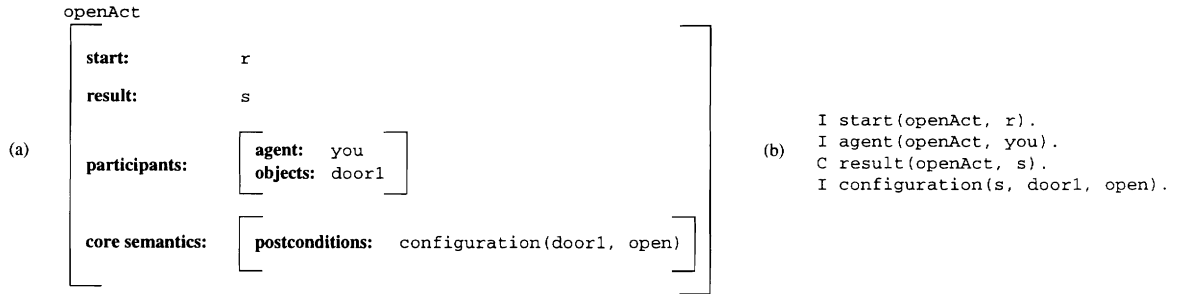 openAct
start: r
result: s
(a)
participants:
agent: you
objects: door1
core semantics:
postconditions: configuration(door1, open)
(b)
I start(openAct, r).
I agent(openAct, you).
C result(openAct, s).
I configuration(s, door1, open).